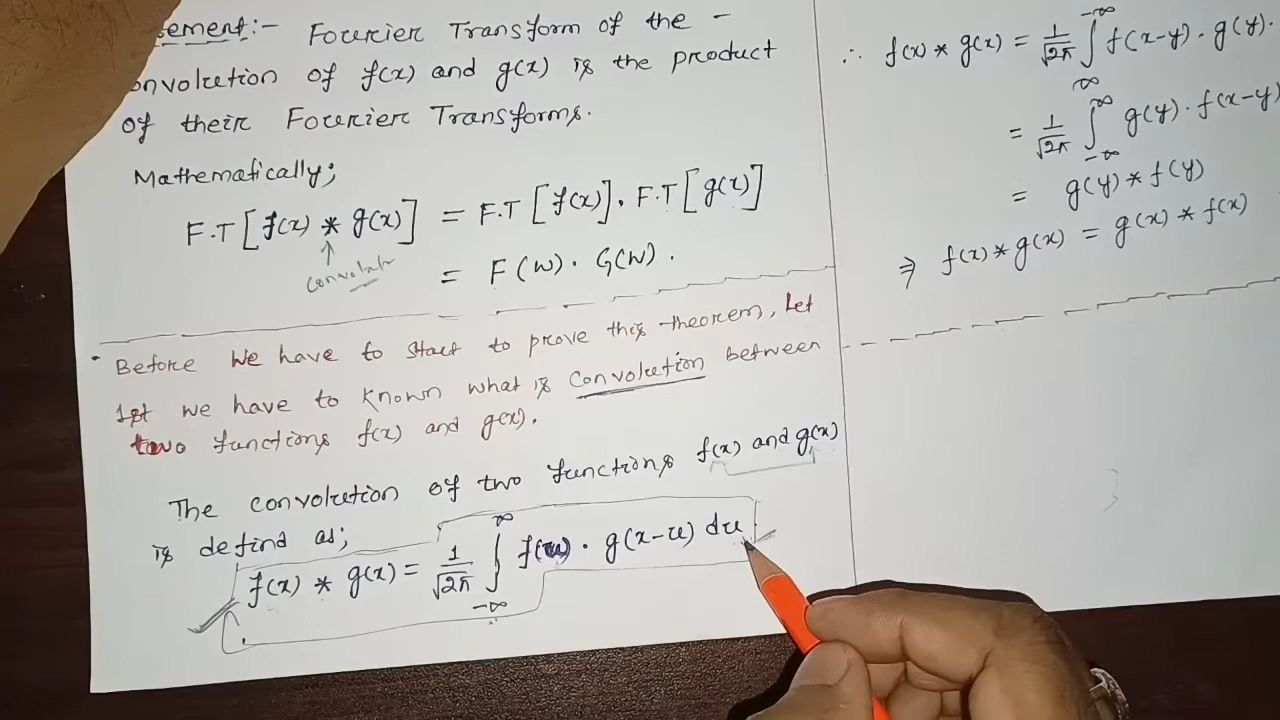 ement:- Fourier Transform of the -
onvolution of f(x) and g(x) is the product
of their Fourier Transforms.
Mathematically;
F.T [f(x) * g(x)] = F.T [f(x)] . F.T [g(x)]
= F(W) . G(W) .
Before We have to start to prove this theorem, Let
1st we have to known what is convolution between
two functions f(x) and g(x).
The convolution of two functions f(x) and g(x)
is defind as;
f(x) * g(x) = 1/√2π ∫_{-∞}^{∞} f(u) . g(x-u) du
∴ f(x) * g(x) = 1/√2π ∫_{∞}^{-∞} f(x-y) . g(y).
= 1/√2π ∫_{-∞}^{∞} g(y) . f(x-y)
= g(y) * f(y)
⇒ f(x) * g(x) = g(x) * f(x)